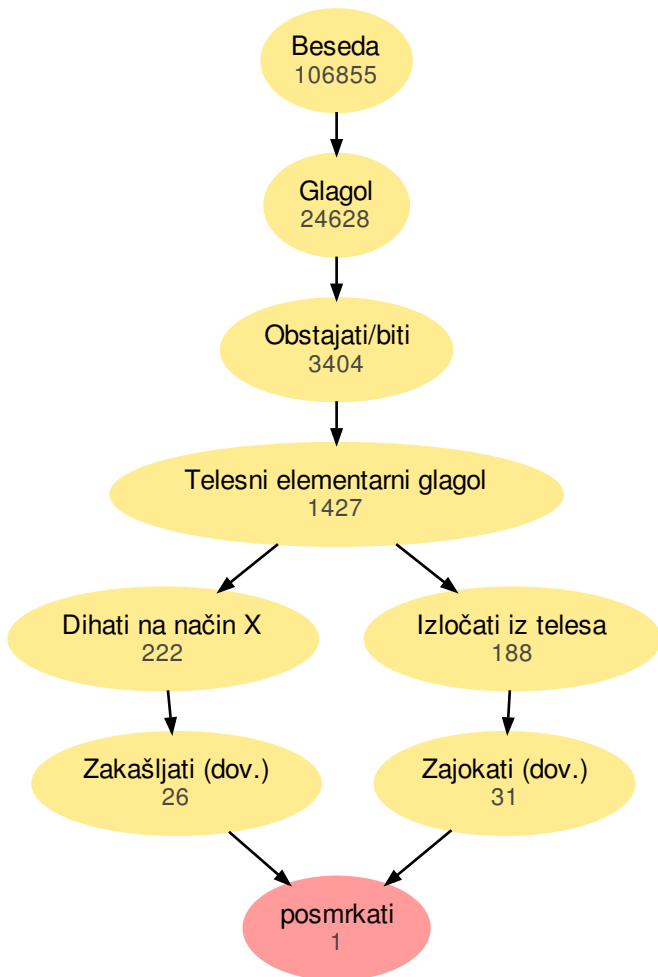 Beseda
106855
Glagol
24628
Obstajati/biti
3404
Telesni elementarni glagol
1427
Dihati na način X
222
Izločati iz telesa
188
Zakašljati (dov.)
26
Zajokati (dov.)
31
posmrkati
1